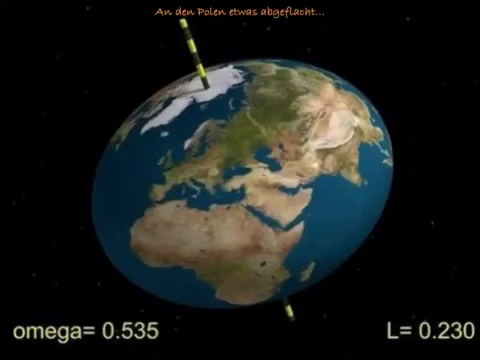 An den Polen etwas abgeflacht...
omega= 0.535
L= 0.230